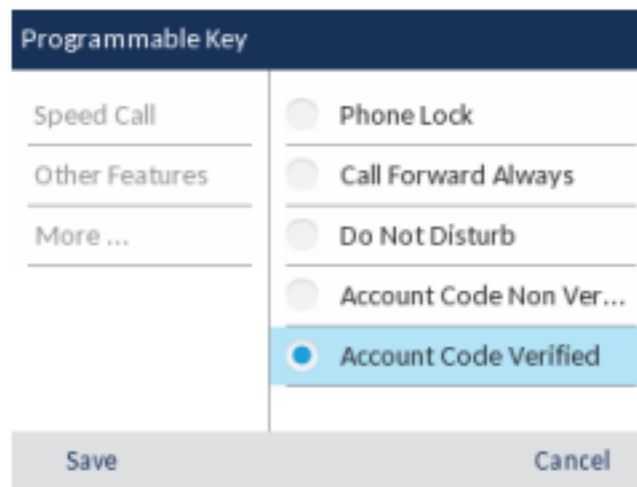 Programmable Key
Speed Call
Other Features
More ...
Phone Lock
Call Forward Always
Do Not Disturb
Account Code Non Ver...
Account Code Verified
Save
Cancel